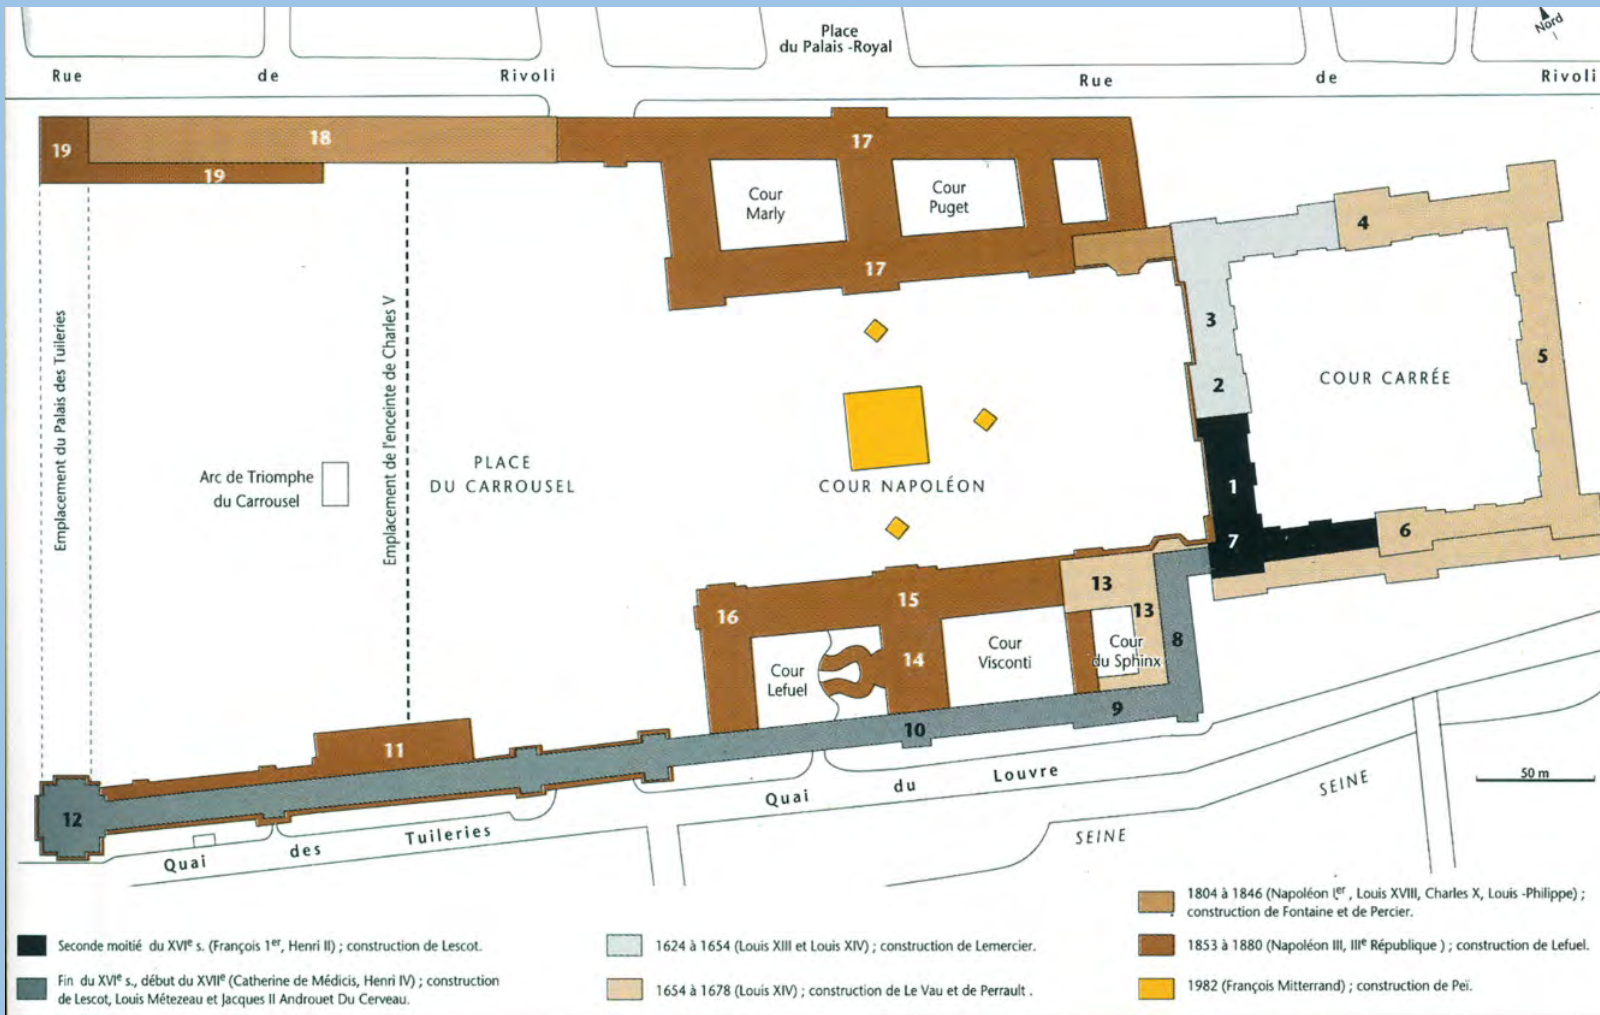 Place
du Palais -Royal
Nord
Rue de Rivoli
Rue de Rivoli
19
18
17
19
Cour
Marly
Cour
Puget
4
17
3
5
2
COUR CARRÉE
Emplacement du Palais des Tuileries
Emplacement de l'enceinte de Charles V
Arc de Triomphe
du Carrousel
PLACE
DU CARROUSEL
COUR NAPOLÉON
1
7
6
13
13
16
15
14
Cour
Lefuel
Cour
Visconti
Cour
du Sphinx
8
9
10
11
12
Quai du Louvre
Quai des Tuileries
SEINE
SEINE
50 m
Seconde moitié du XVIe s. (François 1er, Henri II) ; construction de Lescot.
Fin du XVIe s., début du XVIIe (Catherine de Médicis, Henri IV) ; construction
de Lescot, Louis Métezeau et Jacques II Androuet Du Cerveau.
1624 à 1654 (Louis XIII et Louis XIV) ; construction de Lemercier.
1654 à 1678 (Louis XIV) ; construction de Le Vau et de Perrault .
1804 à 1846 (Napoléon Ier , Louis XVIII, Charles X, Louis -Philippe) ;
construction de Fontaine et de Percier.
1853 à 1880 (Napoléon III, IIIe République ) ; construction de Lefuel.
1982 (François Mitterrand) ; construction de Peï.